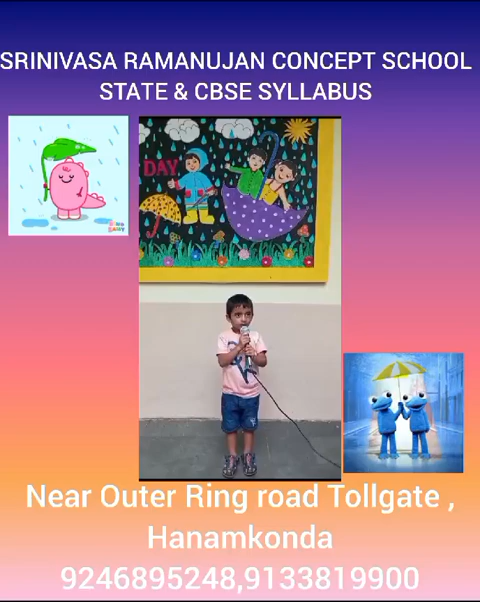 SRINIVASA RAMANUJAN CONCEPT SCHOOL
STATE & CBSE SYLLABUS
DAY
Near Outer Ring road Tollgate ,
Hanamkonda
9246895248,9133819900